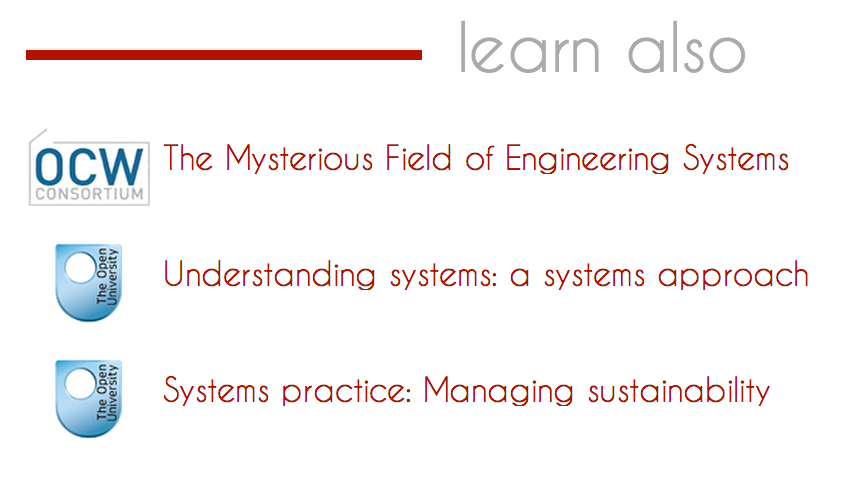 learn also
OCW
CONSORTIUM
The Mysterious Field of Engineering Systems
The Open
University
Understanding systems: a systems approach
The Open
University
Systems practice: Managing sustainability